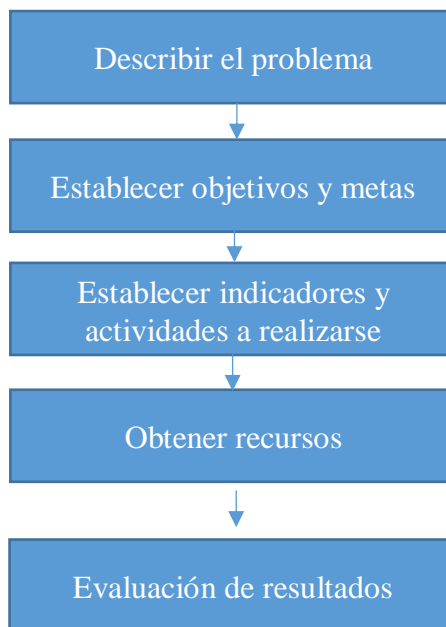 Describir el problema
Establecer objetivos y metas
Establecer indicadores y
actividades a realizarse
Obtener recursos
Evaluación de resultados